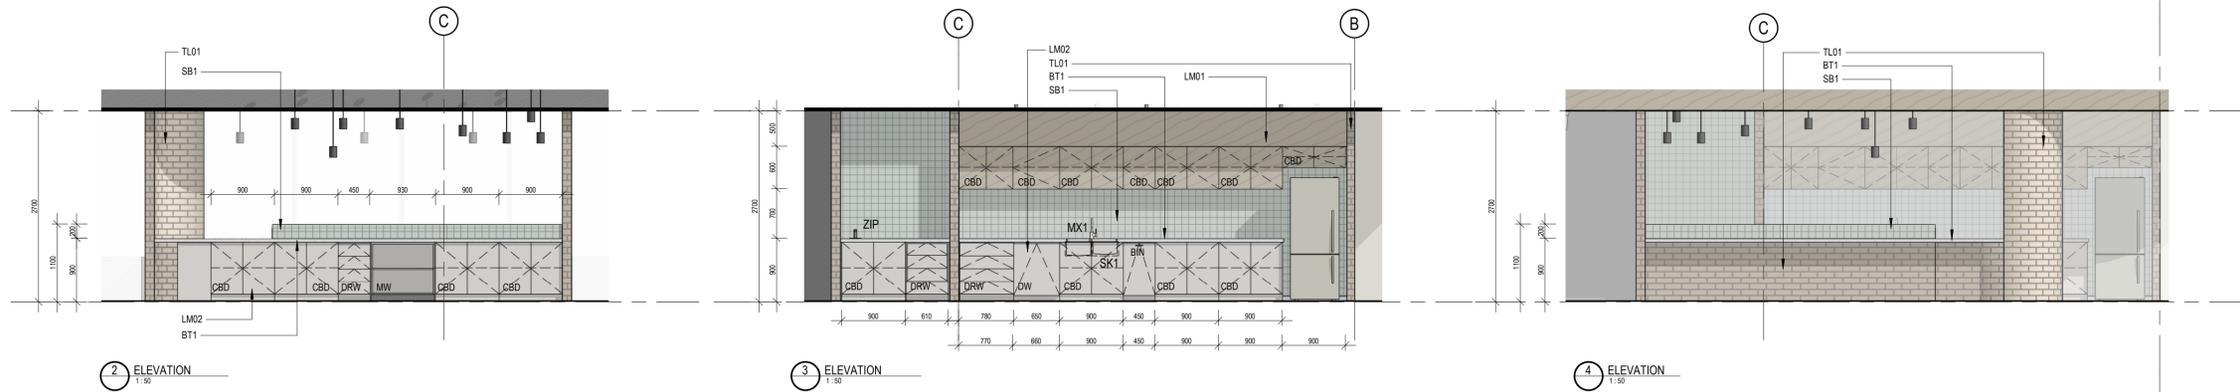 C
TL01
SB1
900 900 450 930 900 900
2700
1100
200
900
CBD CBD DRW MW CBD CBD
LM02
BT1
2 ELEVATION
1 : 50
C B
LM02
TL01
BT1 LM01
SB1
2700
500
600
700
900
CBD
CBD CBD CBD CBD CBD CBD
ZIP
MX1
BIN
SK1
CBD DRW DRW DW CBD CBD CBD
900 610 780 650 900 450 900 900
770 660 900 450 900 900 900
3 ELEVATION
1 : 50
C
TL01
BT1
SB1
2700
1100
200
900
4 ELEVATION
1 : 50